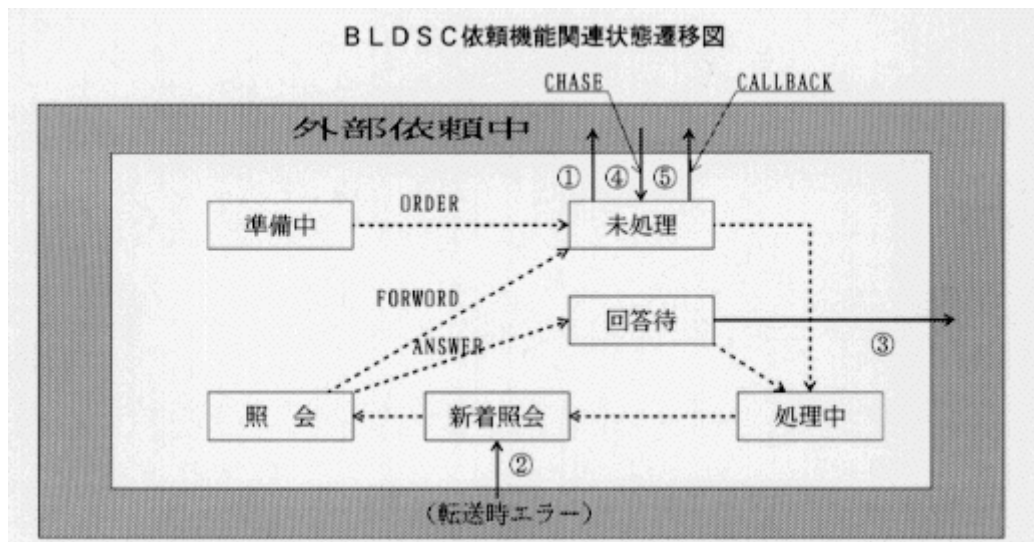 BLDSC依頼機能関連状態遷移図
CHASE
CALLBACK
外部依頼中
① ④ ⑤
準備中
ORDER
未処理
FORWORD
回答待
③
ANSWER
照 会
新着照会
処理中
②
(転送時エラー)